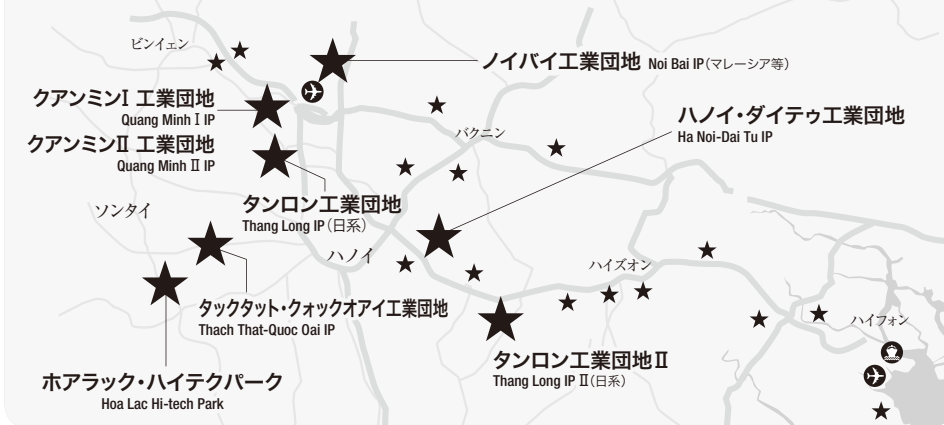 ビンイェン
ノイバイ工業団地 Noi Bai IP(マレーシア等)
クアンミンⅠ 工業団地
Quang Minh Ⅰ IP
ハノイ・ダイテゥ工業団地
Ha Noi-Dai Tu IP
バクニン
クアンミンⅡ 工業団地
Quang Minh Ⅱ IP
タンロン工業団地
Thang Long IP(日系)
ソンタイ
ハノイ
ハイズオン
タックタット・クォックオアイ工業団地
Thach That-Quoc Oai IP
ハイフォン
タンロン工業団地Ⅱ
Thang Long IP Ⅱ(日系)
ホアラック・ハイテクパーク
Hoa Lac Hi-tech Park